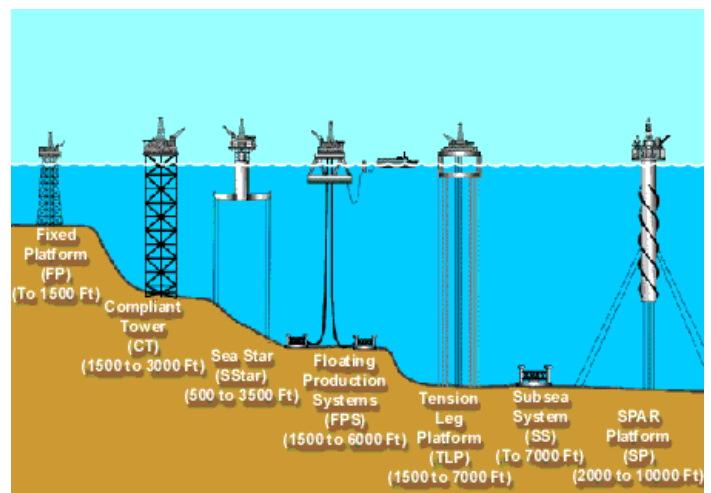 Fixed
Platform
(FP)
(To 1500 Ft)
Compliant
Tower
(CT)
(1500 to 3000 Ft)
Sea Star
(SStar)
(500 to 3500 Ft)
Floating
Production
Systems
(FPS)
(1500 to 6000 Ft)
Tension
Leg
Platform
(TLP)
(1500 to 7000 Ft)
Subsea
System
(SS)
(To 7000 Ft)
SPAR
Platform
(SP)
(2000 to 10000 Ft)